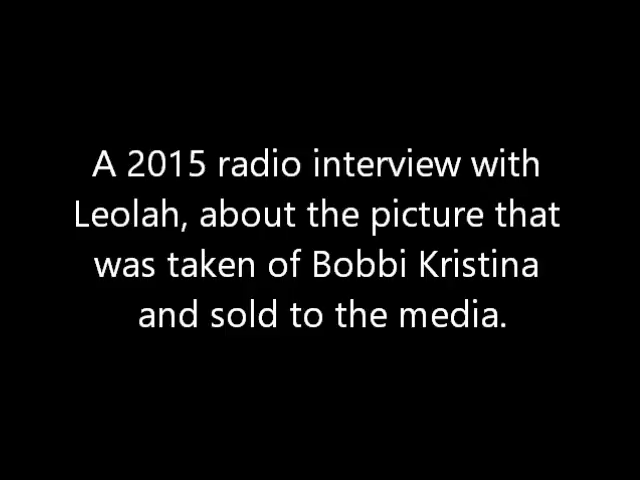 A 2015 radio interview with
Leolah, about the picture that
was taken of Bobbi Kristina
and sold to the media.